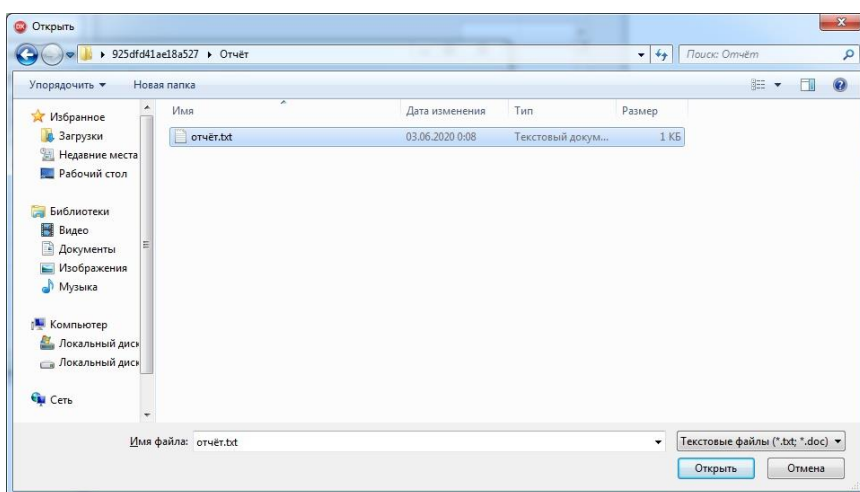 Открыть
925dfd41ae18a527 ▸ Отчёт
Поиск: Отчёт
Упорядочить ▼ Новая папка
Имя Дата изменения Тип Размер
отчёт.txt 03.06.2020 0:08 Текстовый докум... 1 КБ
Избранное
Загрузки
Недавние места
Рабочий стол
Библиотеки
Видео
Документы
Изображения
Музыка
Компьютер
Локальный диск
Локальный диск
Сеть
Имя файла: отчёт.txt
Текстовые файлы (*.txt; *.doc)
Открыть Отмена